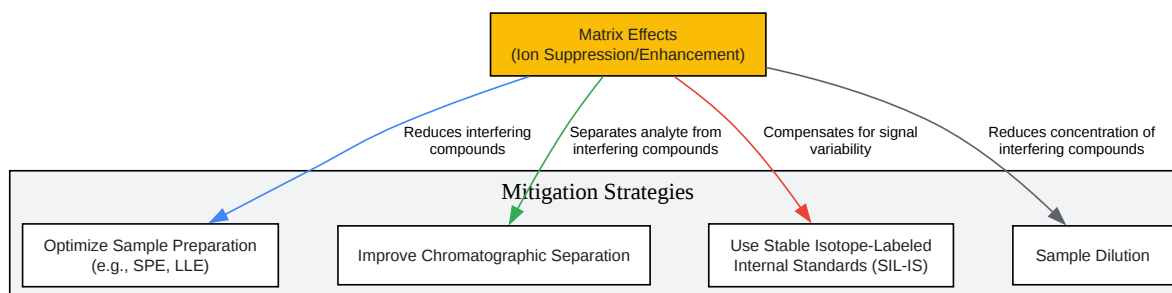 Matrix Effects
(Ion Suppression/Enhancement)
Reduces interfering
compounds
Separates analyte from
interfering compounds
Compensates for signal
variability
Reduces concentration of
interfering compounds
Mitigation Strategies
Optimize Sample Preparation
(e.g., SPE, LLE)
Improve Chromatographic Separation
Use Stable Isotope-Labeled
Internal Standards (SIL-IS)
Sample Dilution